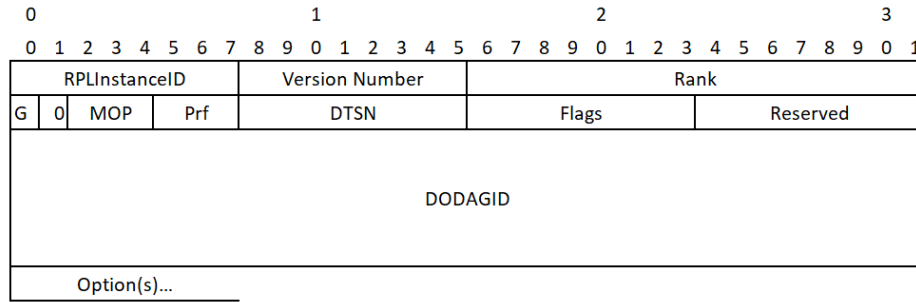 0 1 2 3
0 1 2 3 4 5 6 7 8 9 0 1 2 3 4 5 6 7 8 9 0 1 2 3 4 5 6 7 8 9 0 1
RPLInstanceID Version Number Rank
G 0 MOP Prf DTSN Flags Reserved
DODAGID
Option(s)...